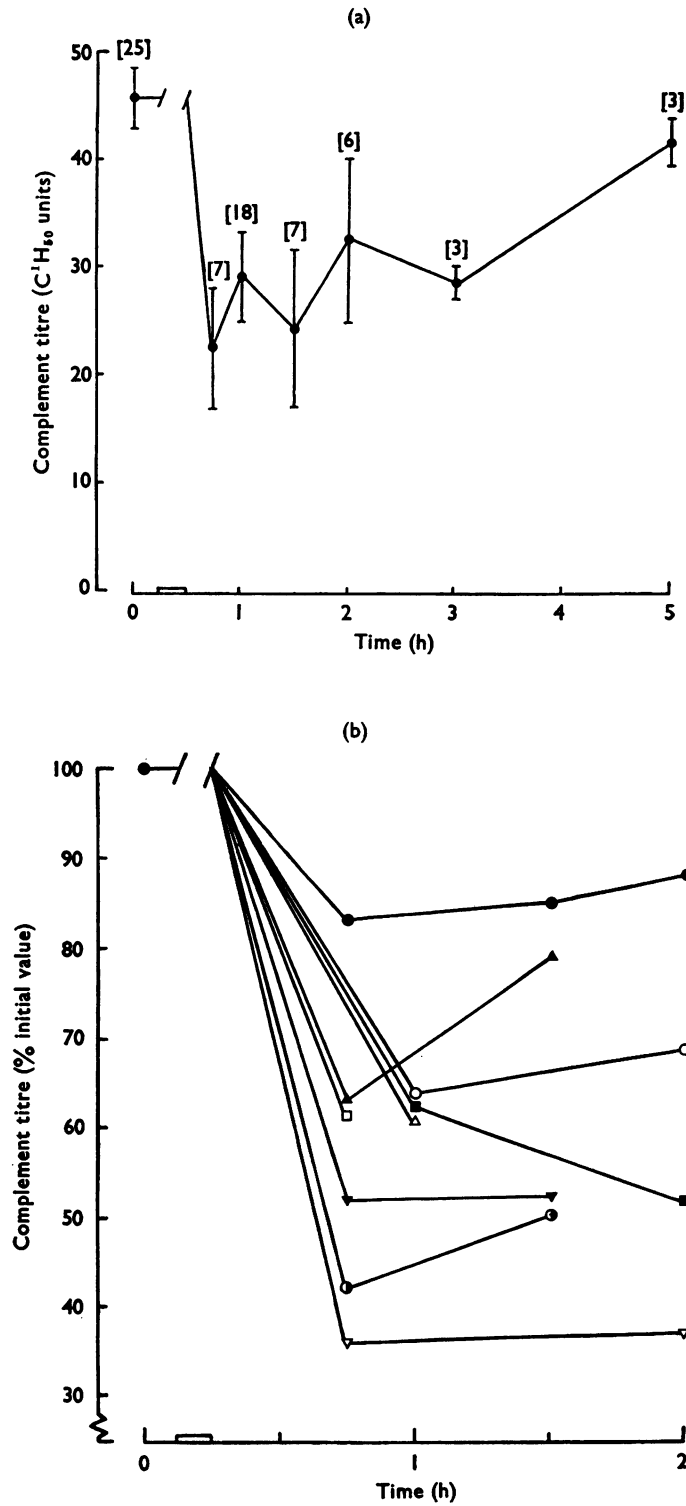 (a)
50
[25]
[3]
[6]
40
[18]
[7]
[3]
30
[7]
20
10
0
Complement titre (C¹H₅₀ units)
0 1 2 3 4 5
Time (h)
(b)
100
90
80
70
60
50
40
30
Complement titre (% initial value)
0 1 2
Time (h)